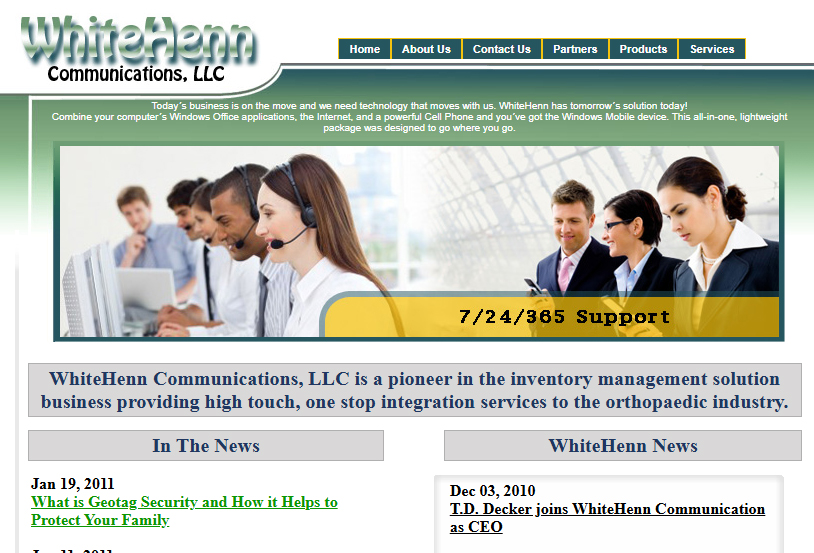 WhiteHenn
Communications, LLC
Home About Us Contact Us Partners Products Services
Today's business is on the move and we need technology that moves with us. WhiteHenn has tomorrow's solution today!
Combine your computer's Windows Office applications, the Internet, and a powerful Cell Phone and you've got the Windows Mobile device. This all-in-one, lightweight
package was designed to go where you go.
7/24/365 Support
WhiteHenn Communications, LLC is a pioneer in the inventory management solution
business providing high touch, one stop integration services to the orthopaedic industry.
In The News
Jan 19, 2011
What is Geotag Security and How it Helps to
Protect Your Family
WhiteHenn News
Dec 03, 2010
T.D. Decker joins WhiteHenn Communication
as CEO